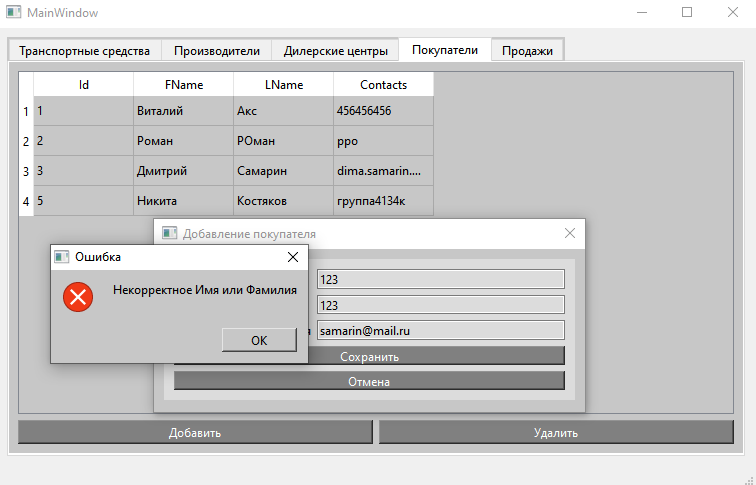 MainWindow
Транспортные средства Производители Дилерские центры Покупатели Продажи
Id FName LName Contacts
1 1 Виталий Акс 456456456
2 2 Роман РОман рро
3 3 Дмитрий Самарин dima.samarin....
4 5 Никита Костяков группа4134к
Добавление покупателя
Ошибка
Некорректное Имя или Фамилия
OK
123
123
я samarin@mail.ru
Сохранить
Отмена
Добавить Удалить